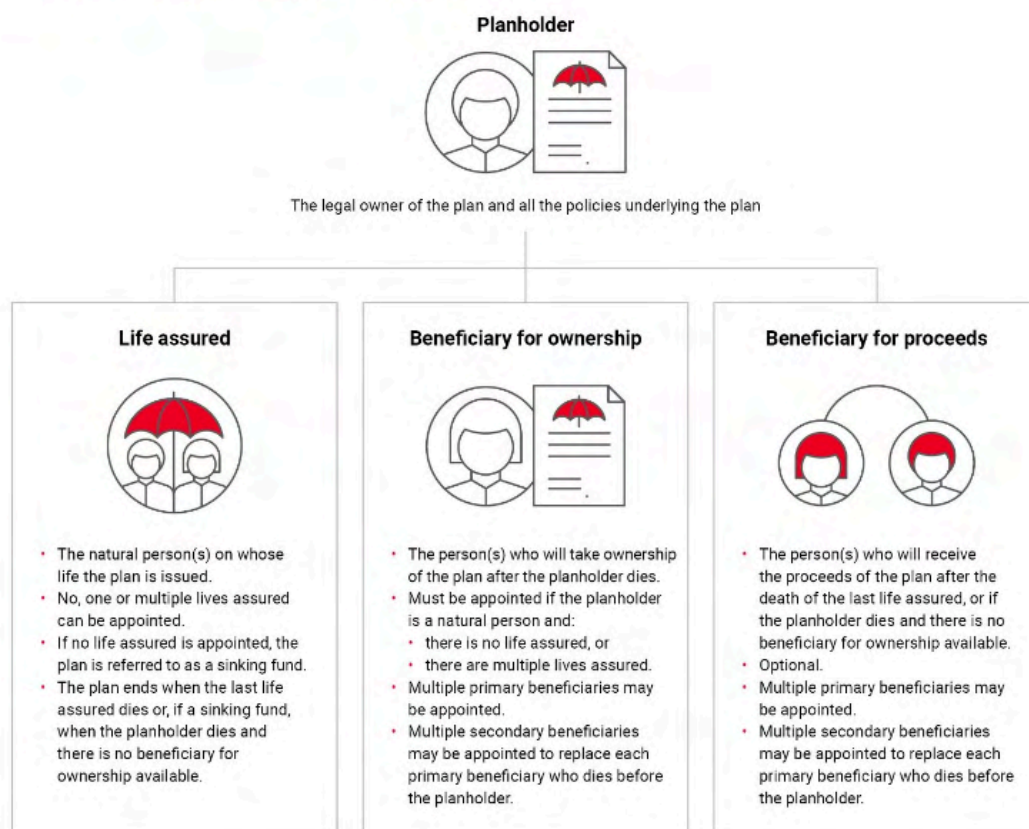 Planholder
The legal owner of the plan and all the policies underlying the plan
Life assured
• The natural person(s) on whose
life the plan is issued.
• No, one or multiple lives assured
can be appointed.
• If no life assured is appointed, the
plan is referred to as a sinking fund.
• The plan ends when the last life
assured dies or, if a sinking fund,
when the planholder dies and
there is no beneficiary for
ownership available.
Beneficiary for ownership
• The person(s) who will take ownership
of the plan after the planholder dies.
• Must be appointed if the planholder
is a natural person and:
• there is no life assured, or
• there are multiple lives assured.
• Multiple primary beneficiaries may
be appointed.
• Multiple secondary beneficiaries
may be appointed to replace each
primary beneficiary who dies before
the planholder.
Beneficiary for proceeds
• The person(s) who will receive
the proceeds of the plan after the
death of the last life assured, or if
the planholder dies and there is no
beneficiary for ownership available.
• Optional.
• Multiple primary beneficiaries may
be appointed.
• Multiple secondary beneficiaries
may be appointed to replace each
primary beneficiary who dies before
the planholder.